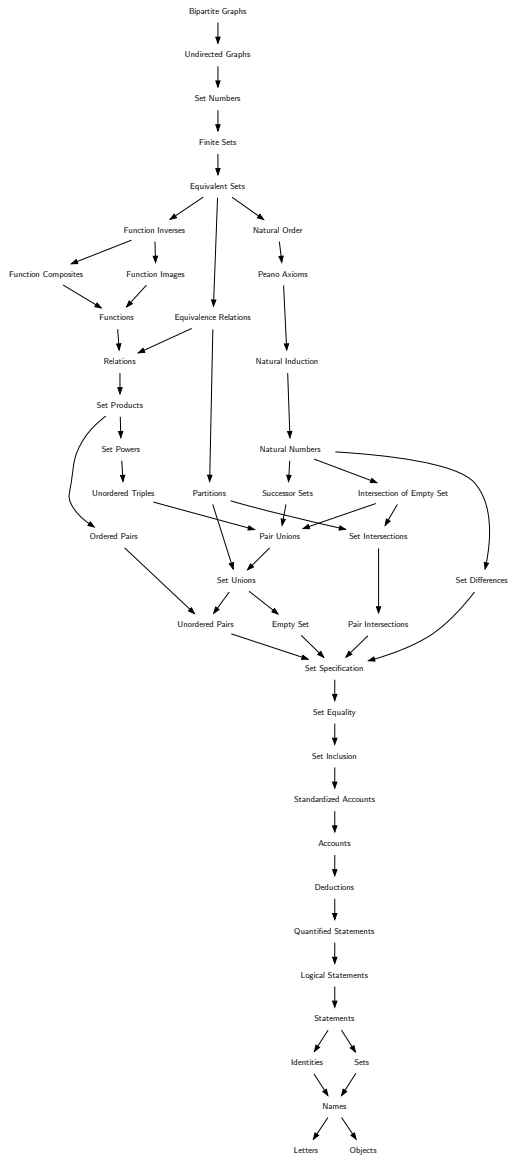 Bipartite Graphs
Undirected Graphs
Set Numbers
Finite Sets
Equivalent Sets
Function Inverses
Natural Order
Function Composites
Function Images
Peano Axioms
Functions
Equivalence Relations
Relations
Natural Induction
Set Products
Set Powers
Natural Numbers
Unordered Triples
Partitions
Successor Sets
Intersection of Empty Set
Ordered Pairs
Pair Unions
Set Intersections
Set Unions
Set Differences
Unordered Pairs
Empty Set
Pair Intersections
Set Specification
Set Equality
Set Inclusion
Standardized Accounts
Accounts
Deductions
Quantified Statements
Logical Statements
Statements
Identities
Sets
Names
Letters
Objects